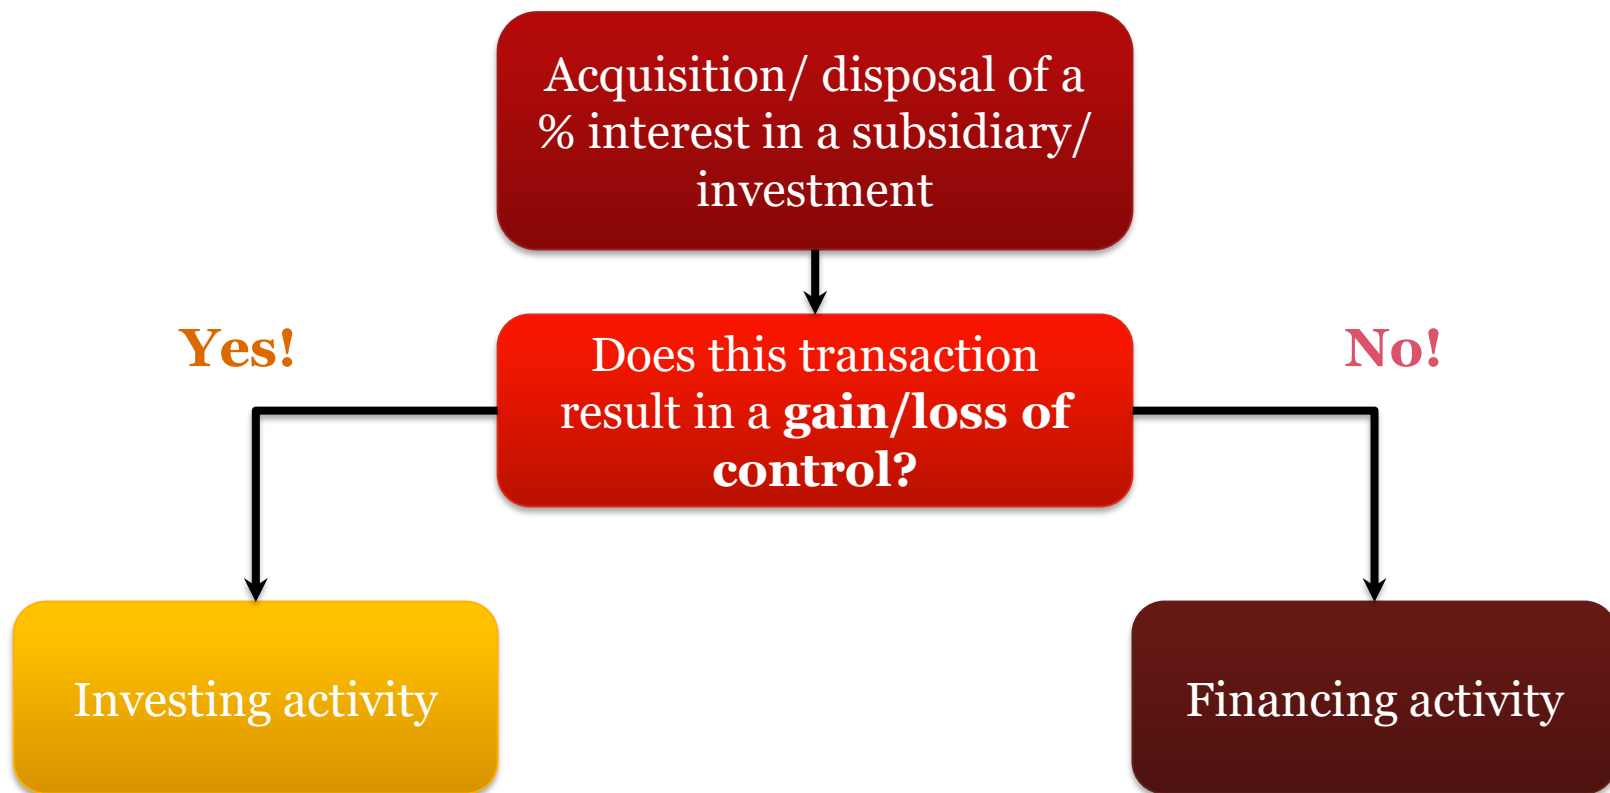 Acquisition/ disposal of a
% interest in a subsidiary/
investment
Yes!
Does this transaction
result in a gain/loss of
control?
No!
Investing activity
Financing activity